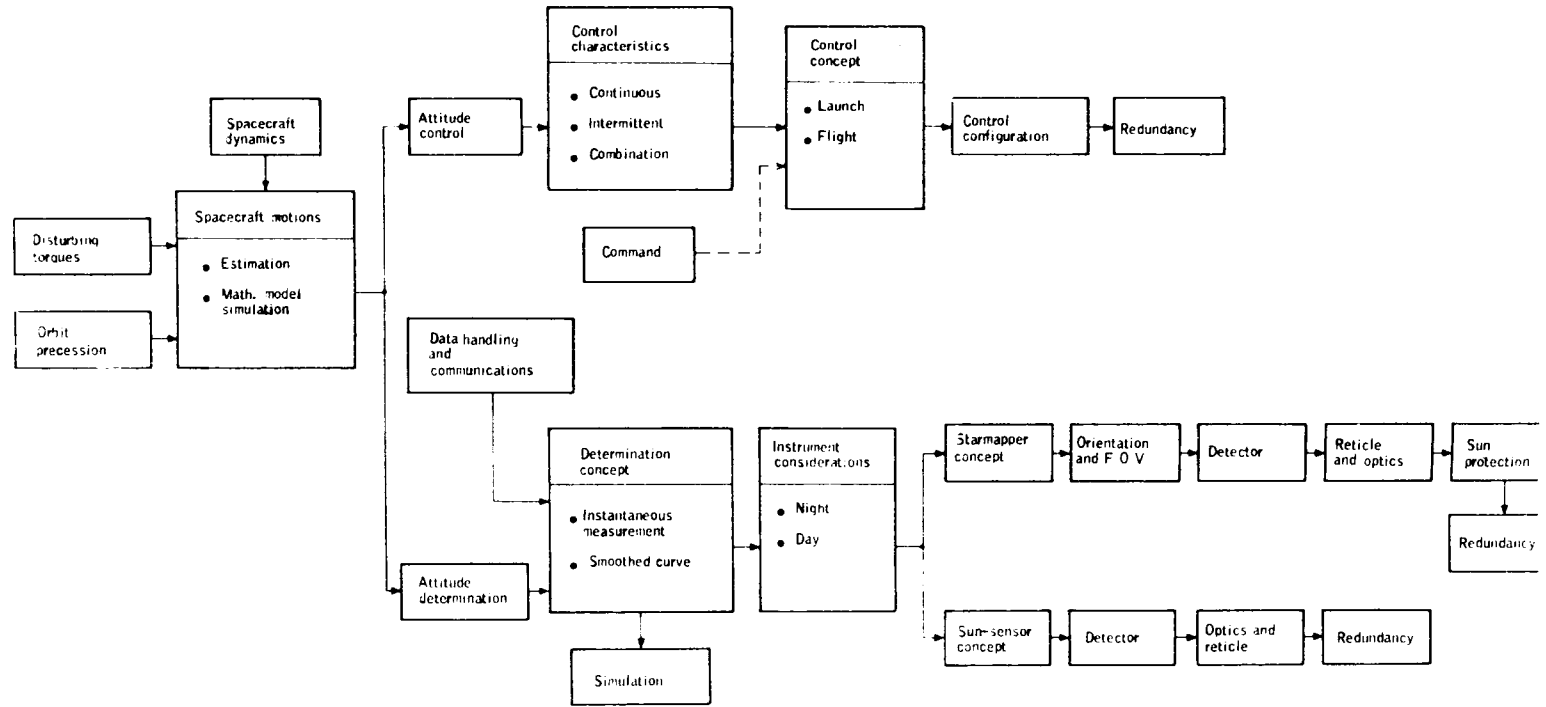 Control
characteristics
• Continuous
• Intermittent
• Combination
Control
concept
• Launch
• Flight
Spacecraft
dynamics
Attitude
control
Control
configuration
Redundancy
Spacecraft motions
• Estimation
• Math. model
simulation
Disturbing
torques
Command
Orbit
precession
Data handling
and
communications
Determination
concept
• Instantaneous
measurement
• Smoothed curve
Instrument
considerations
• Night
• Day
Starmapper
concept
Orientation
and F O V
Detector
Reticle
and optics
Sun
protection
Redundancy
Attitude
determination
Sun-sensor
concept
Detector
Optics and
reticle
Redundancy
Simulation